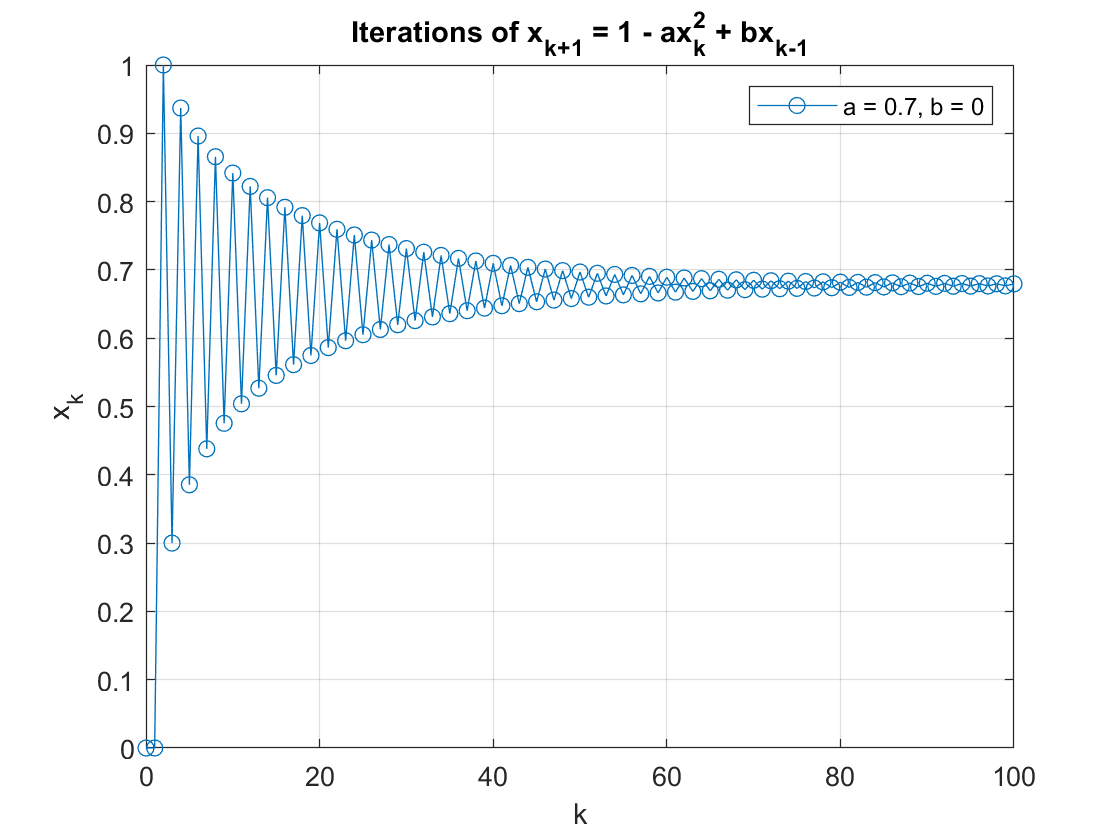 Iterations of x_{k+1} = 1 - ax_k^2 + bx_{k-1}
a = 0.7, b = 0
1
0.9
0.8
0.7
0.6
0.5
0.4
0.3
0.2
0.1
0
x_k
0 20 40 60 80 100
k